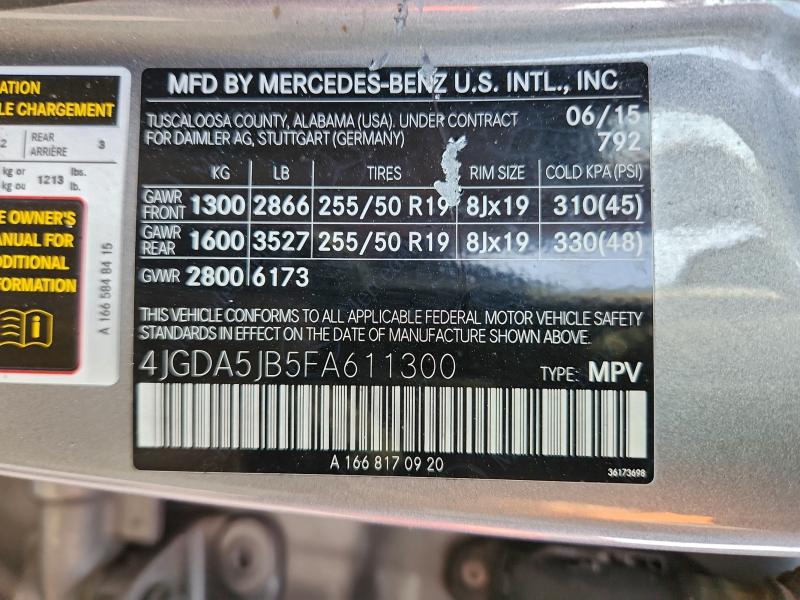 ATION
LE CHARGEMENT
2 REAR ARRIÈRE 3
kg or
kg ou 1213 lbs. lb.
E OWNER'S
ANUAL FOR
DDITIONAL
FORMATION
A 166 584 84 15
MFD BY MERCEDES-BENZ U.S. INTL., INC
TUSCALOOSA COUNTY, ALABAMA (USA). UNDER CONTRACT 06/15
FOR DAIMLER AG, STUTTGART (GERMANY) 792
KG LB TIRES RIM SIZE COLD KPA (PSI)
GAWR FRONT 1300 2866 255/50 R19 8Jx19 310(45)
GAWR REAR 1600 3527 255/50 R19 8Jx19 330(48)
GVWR 2800 6173
THIS VEHICLE CONFORMS TO ALL APPLICABLE FEDERAL MOTOR VEHICLE SAFETY
STANDARDS IN EFFECT ON THE DATE OF MANUFACTURE SHOWN ABOVE.
4JGDA5JB5FA611300 TYPE: MPV
A 166 817 09 20
36173698